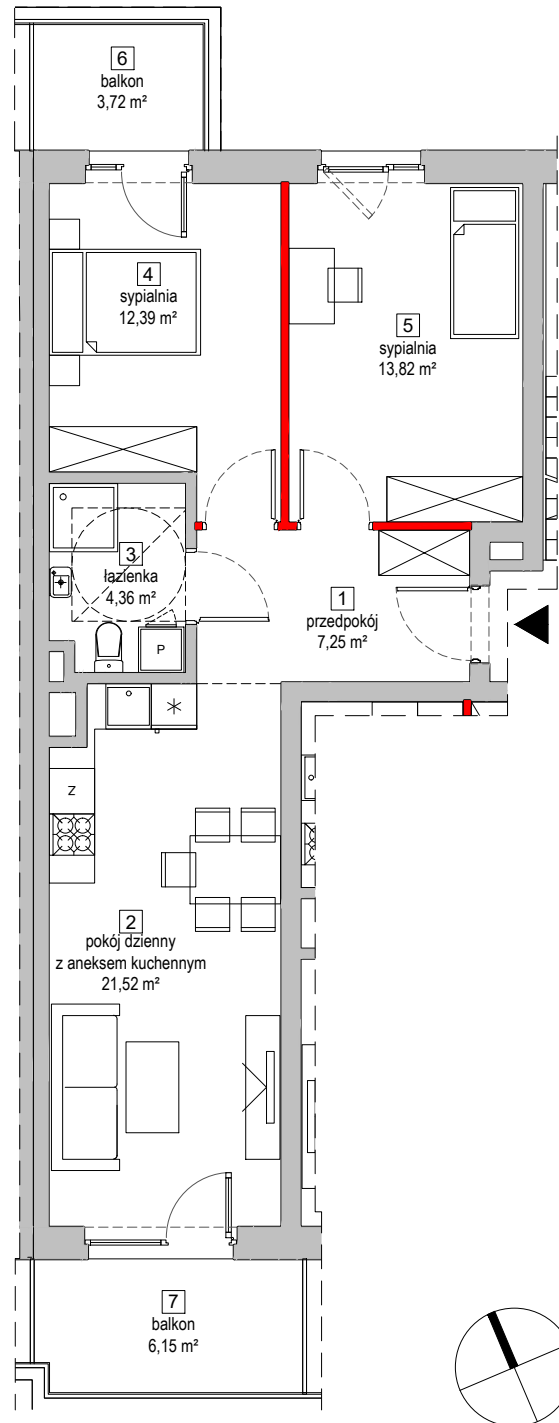 6
balkon
3,72 m²
4
sypialnia
12,39 m²
5
sypialnia
13,82 m²
3
łazienka
4,36 m²
P
1
przedpokój
7,25 m²
Z
2
pokój dzienny
z aneksem kuchennym
21,52 m²
7
balkon
6,15 m²